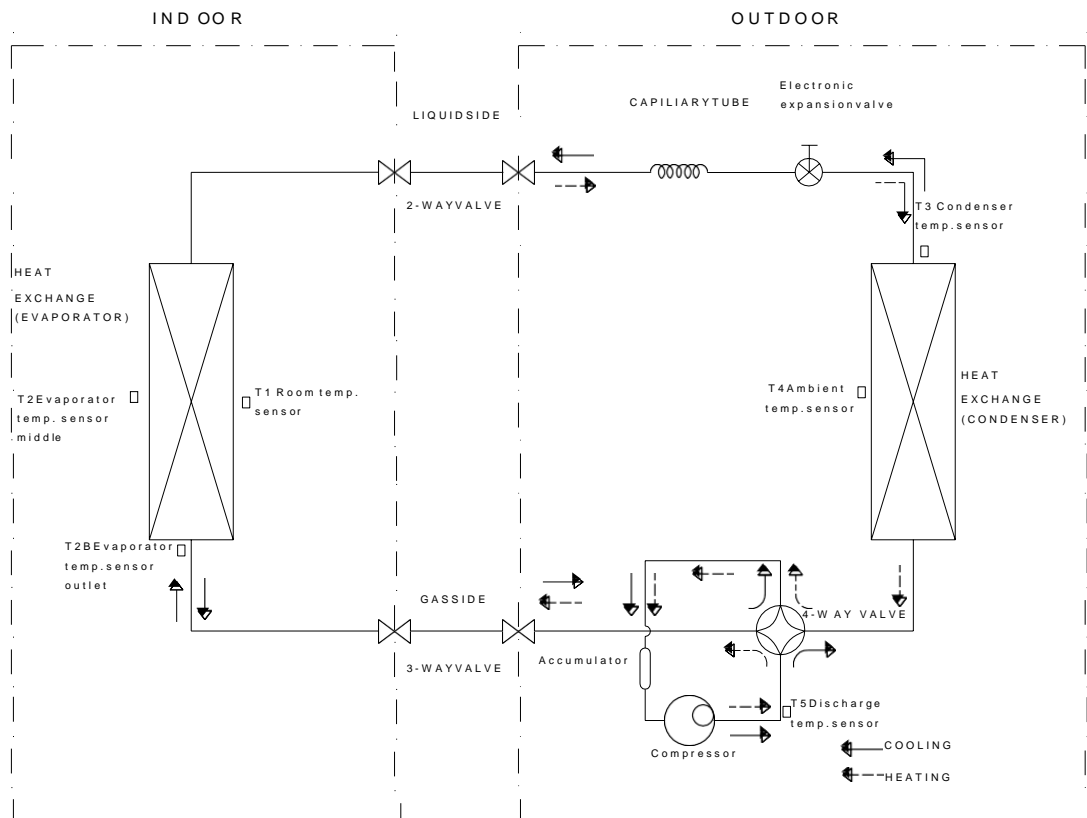 INDOOR
OUTDOOR
Electronic
expansionvalve
CAPILIARYTUBE
LIQUIDSIDE
2-WAYVALVE
T3 Condenser
temp.sensor
HEAT
EXCHANGE
(EVAPORATOR)
T2Evaporator
temp. sensor
middle
T1 Room temp.
sensor
T4Ambient
temp.sensor
HEAT
EXCHANGE
(CONDENSER)
T2BEvaporator
temp.sensor
outlet
GASSIDE
3-WAYVALVE
4-WAY VALVE
Accumulator
Compressor
T5Discharge
temp.sensor
COOLING
HEATING